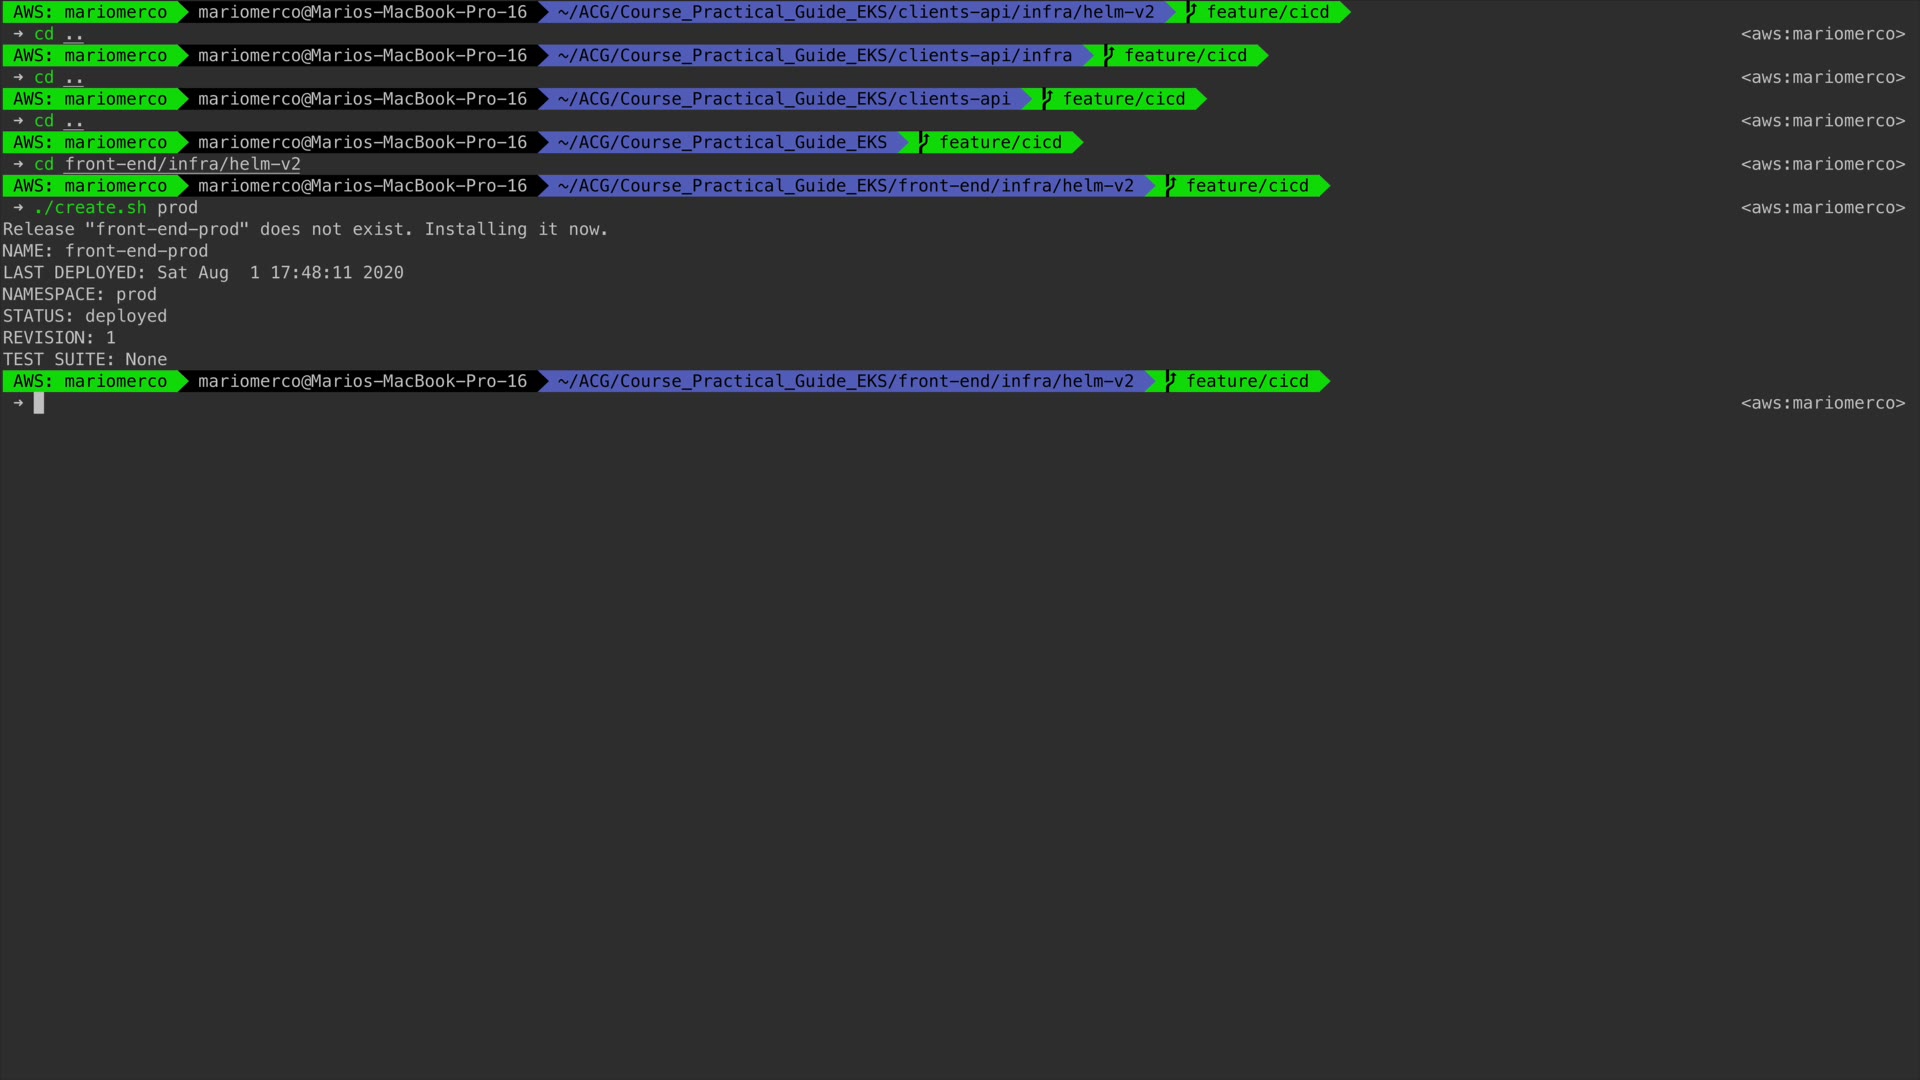 AWS: mariomerco mariomerco@Marios-MacBook-Pro-16 ~/ACG/Course_Practical_Guide_EKS/clients-api/infra/helm-v2 feature/cicd
→ cd .. <aws:mariomerco>
AWS: mariomerco mariomerco@Marios-MacBook-Pro-16 ~/ACG/Course_Practical_Guide_EKS/clients-api/infra feature/cicd
→ cd .. <aws:mariomerco>
AWS: mariomerco mariomerco@Marios-MacBook-Pro-16 ~/ACG/Course_Practical_Guide_EKS/clients-api feature/cicd
→ cd .. <aws:mariomerco>
AWS: mariomerco mariomerco@Marios-MacBook-Pro-16 ~/ACG/Course_Practical_Guide_EKS feature/cicd
→ cd front-end/infra/helm-v2 <aws:mariomerco>
AWS: mariomerco mariomerco@Marios-MacBook-Pro-16 ~/ACG/Course_Practical_Guide_EKS/front-end/infra/helm-v2 feature/cicd
→ ./create.sh prod <aws:mariomerco>
Release "front-end-prod" does not exist. Installing it now.
NAME: front-end-prod
LAST DEPLOYED: Sat Aug  1 17:48:11 2020
NAMESPACE: prod
STATUS: deployed
REVISION: 1
TEST SUITE: None
AWS: mariomerco mariomerco@Marios-MacBook-Pro-16 ~/ACG/Course_Practical_Guide_EKS/front-end/infra/helm-v2 feature/cicd
→ <aws:mariomerco>